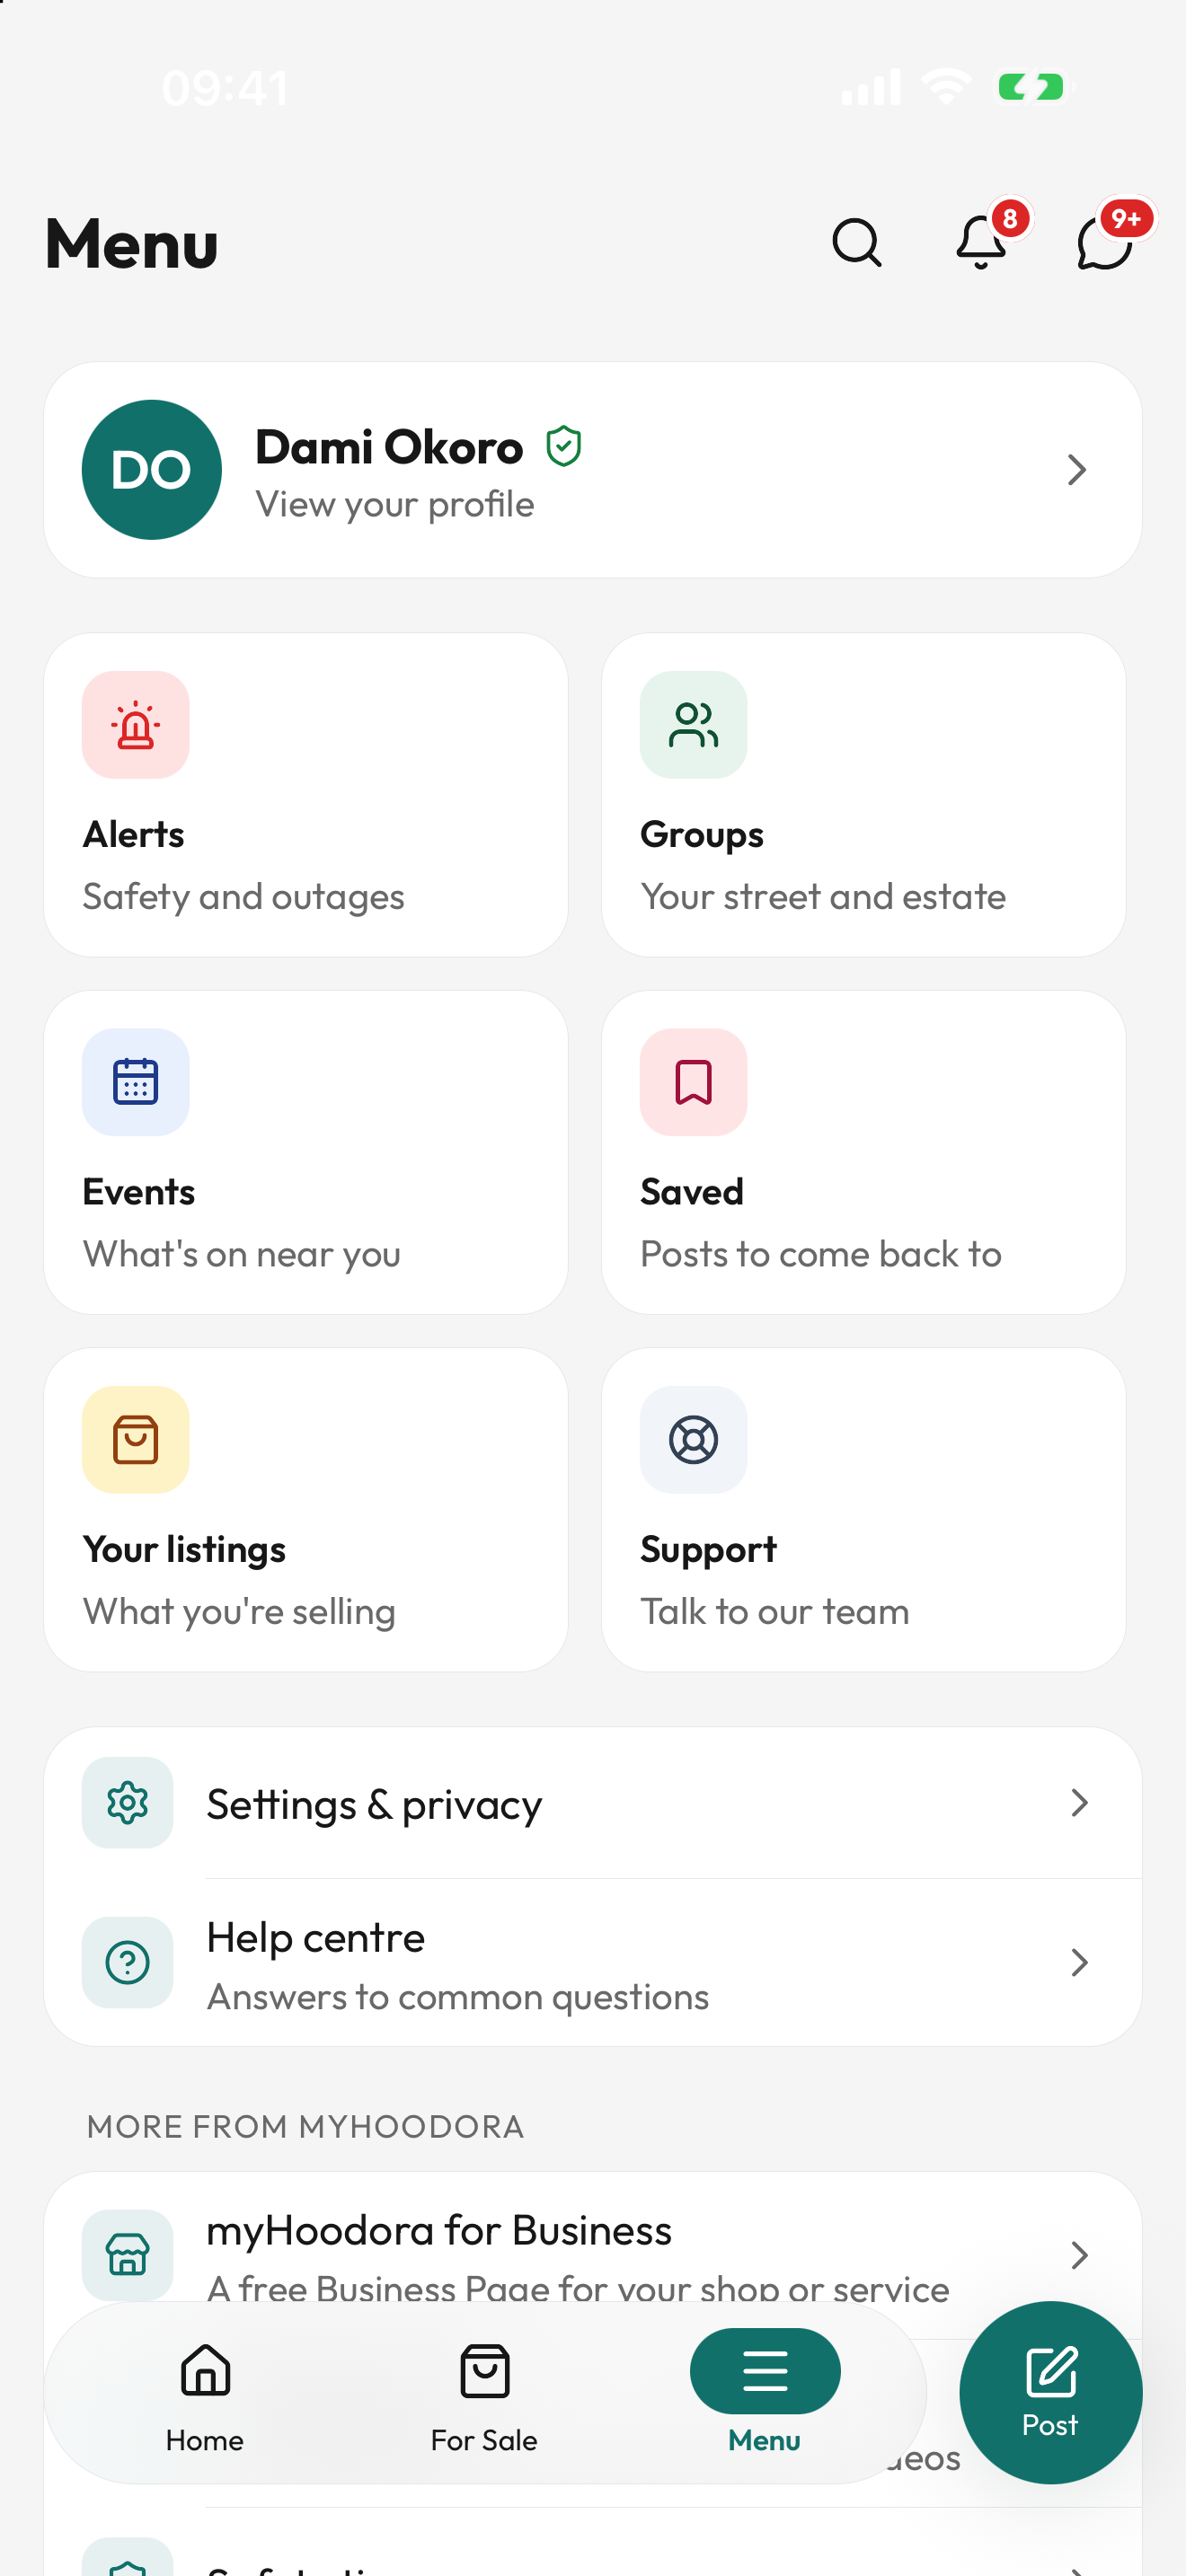 09:41
Menu
8
9+
DO
Dami Okoro
View your profile
Alerts
Safety and outages
Groups
Your street and estate
Events
What's on near you
Saved
Posts to come back to
Your listings
What you're selling
Support
Talk to our team
Settings & privacy
Help centre
Answers to common questions
MORE FROM MYHOODORA
myHoodora for Business
A free Business Page for your shop or service
Home
For Sale
Menu
Post